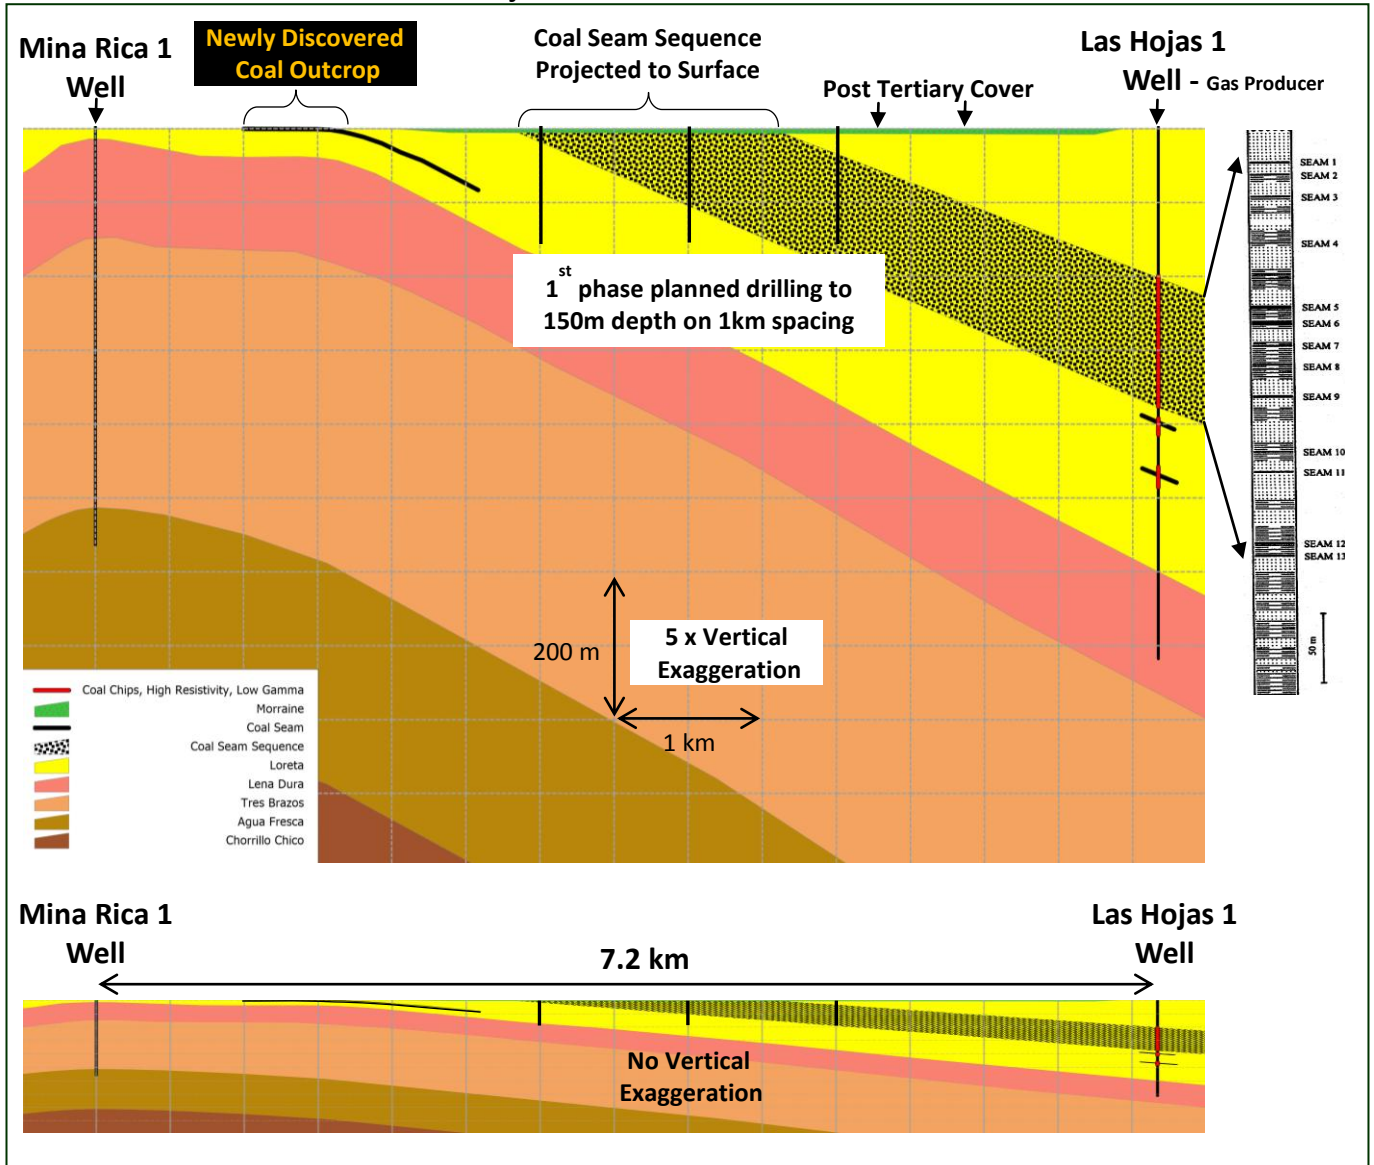 Mina Rica 1
Well
Newly Discovered
Coal Outcrop
Coal Seam Sequence
Projected to Surface
Post Tertiary Cover
Las Hojas 1
Well - Gas Producer
SEAM 1
SEAM 2
SEAM 3
SEAM 4
SEAM 5
SEAM 6
SEAM 7
SEAM 8
SEAM 9
SEAM 10
SEAM 11
SEAM 12
SEAM 13
50 m
1st phase planned drilling to
150m depth on 1km spacing
200 m
5 x Vertical
Exaggeration
1 km
Coal Chips, High Resistivity, Low Gamma
Morraine
Coal Seam
Coal Seam Sequence
Loreta
Lena Dura
Tres Brazos
Agua Fresca
Chorrillo Chico
Mina Rica 1
Well
7.2 km
Las Hojas 1
Well
No Vertical
Exaggeration